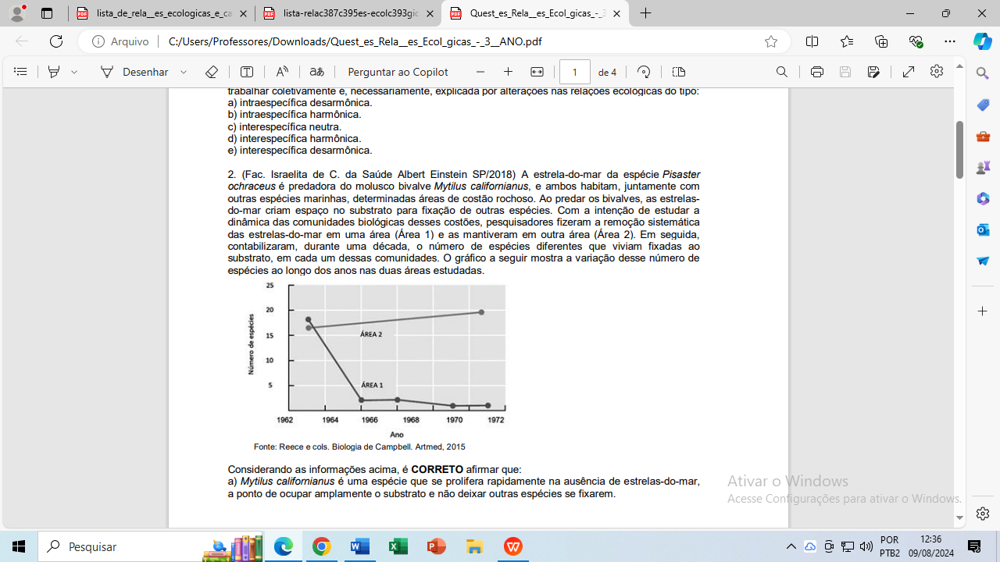 lista_de_rela__es_ecologicas_e_ca
lista-relac387c395es-ecolc393gic
Quest_es_Rela__es_Ecol_gicas_-_3
Arquivo
C:/Users/Professores/Downloads/Quest_es_Rela__es_Ecol_gicas_-_3__ANO.pdf
Desenhar
aあ
Perguntar ao Copilot
1
de 4
trabalhar coletivamente e, necessariamente, explicada por alterações nas relações ecológicas do tipo:
a) intraespecífica desarmônica.
b) intraespecífica harmônica.
c) interespecífica neutra.
d) interespecífica harmônica.
e) interespecífica desarmônica.
2. (Fac. Israelita de C. da Saúde Albert Einstein SP/2018) A estrela-do-mar da espécie Pisaster
ochraceus é predadora do molusco bivalve Mytilus californianus, e ambos habitam, juntamente com
outras espécies marinhas, determinadas áreas de costão rochoso. Ao predar os bivalves, as estrelas-
do-mar criam espaço no substrato para fixação de outras espécies. Com a intenção de estudar a
dinâmica das comunidades biológicas desses costões, pesquisadores fizeram a remoção sistemática
das estrelas-do-mar em uma área (Área 1) e as mantiveram em outra área (Área 2). Em seguida,
contabilizaram, durante uma década, o número de espécies diferentes que viviam fixadas ao
substrato, em cada um dessas comunidades. O gráfico a seguir mostra a variação desse número de
espécies ao longo dos anos nas duas áreas estudadas.
Número de espécies
25
20
15
10
5
ÁREA 2
ÁREA 1
1962 1964 1966 1968 1970 1972
Ano
Fonte: Reece e cols. Biologia de Campbell. Artmed, 2015
Considerando as informações acima, é CORRETO afirmar que:
a) Mytilus californianus é uma espécie que se prolifera rapidamente na ausência de estrelas-do-mar,
a ponto de ocupar amplamente o substrato e não deixar outras espécies se fixarem.
Ativar o Windows
Acesse Configurações para ativar o Windows.
Pesquisar
POR
PTB2
12:36
09/08/2024